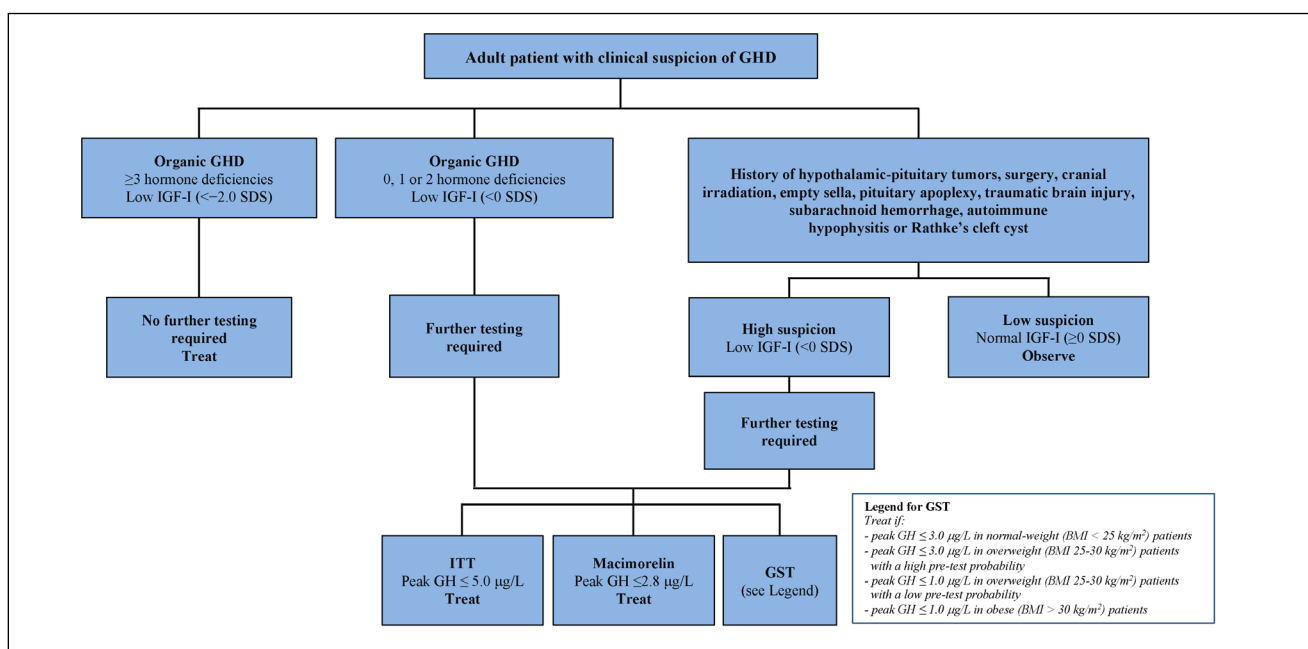 Adult patient with clinical suspicion of GHD
Organic GHD
≥3 hormone deficiencies
Low IGF-I (<−2.0 SDS)
Organic GHD
0, 1 or 2 hormone deficiencies
Low IGF-I (<0 SDS)
History of hypothalamic-pituitary tumors, surgery, cranial
irradiation, empty sella, pituitary apoplexy, traumatic brain injury,
subarachnoid hemorrhage, autoimmune
hypophysitis or Rathke's cleft cyst
No further testing
required
Treat
Further testing
required
High suspicion
Low IGF-I (<0 SDS)
Low suspicion
Normal IGF-I (≥0 SDS)
Observe
Further testing
required
ITT
Peak GH ≤ 5.0 µg/L
Treat
Macimorelin
Peak GH ≤2.8 µg/L
Treat
GST
(see Legend)
Legend for GST
Treat if:
- peak GH ≤ 3.0 µg/L in normal-weight (BMI < 25 kg/m²) patients
- peak GH ≤ 3.0 µg/L in overweight (BMI 25-30 kg/m²) patients
with a high pre-test probability
- peak GH ≤ 1.0 µg/L in overweight (BMI 25-30 kg/m²) patients
with a low pre-test probability
- peak GH ≤ 1.0 µg/L in obese (BMI > 30 kg/m²) patients